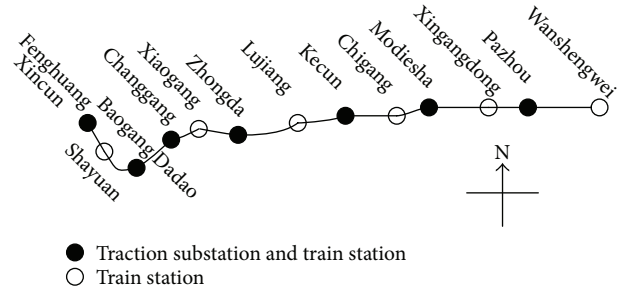 Fenghuang
Xincun
Shayuan
Baogang Dadao
Changgang
Xiaogang
Zhongda
Lujiang
Kecun
Chigang
Modiesha
Xingangdong
Pazhou
Wanshengwei
N
Traction substation and train station
Train station